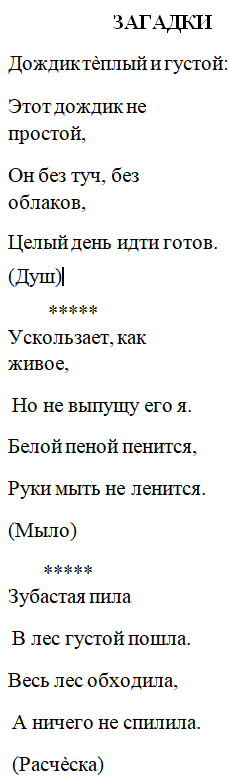 ЗАГАДКИ
Дождик тѐплый и густой:
Этот дождик не
простой,
Он без туч, без
облаков,
Целый день идти готов.
(Душ)
*****
Ускользает, как
живое,
Но не выпущу его я.
Белой пеной пенится,
Руки мыть не ленится.
(Мыло)
*****
Зубастая пила
В лес густой пошла.
Весь лес обходила,
А ничего не спилила.
(Расчѐска)